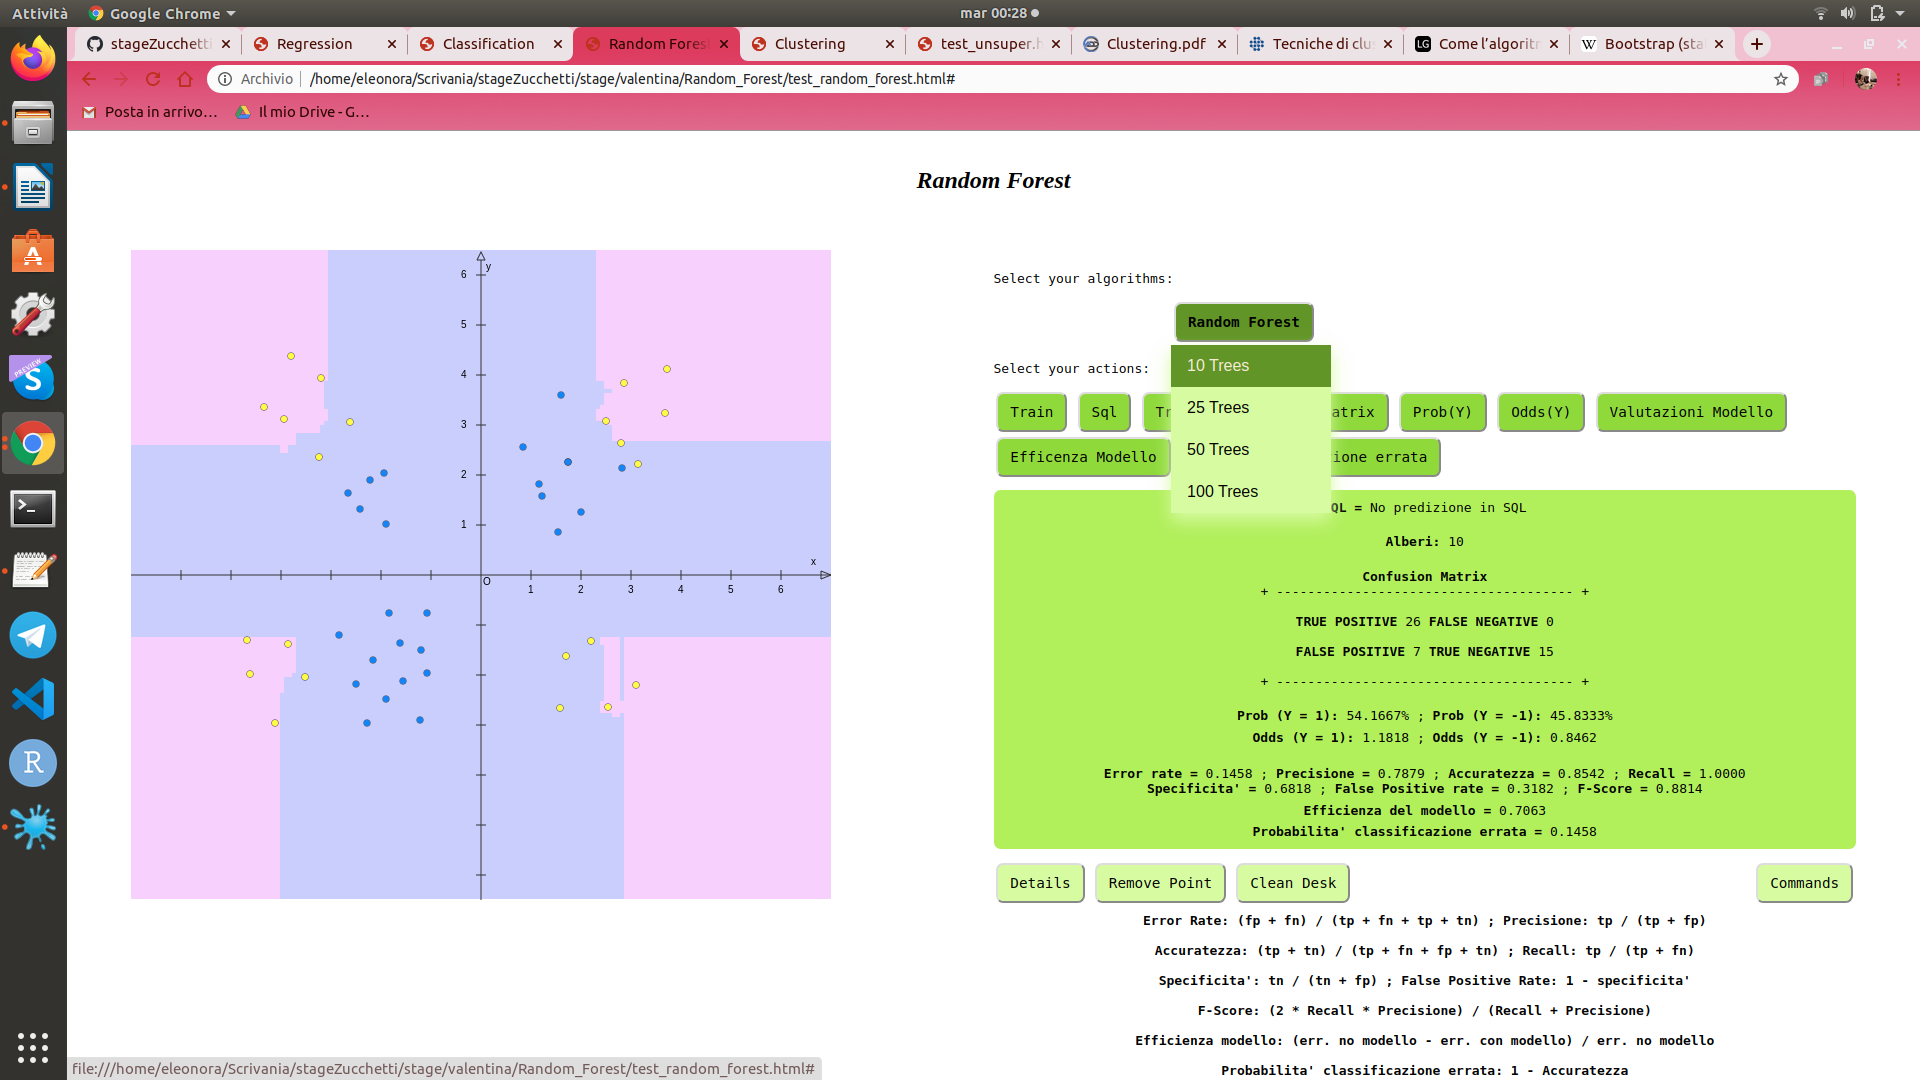 Attività Google Chrome mar 00:28
stageZucchetti Regression Classification Random Fores Clustering test_unsuper.h Clustering.pdf Tecniche di clu Come l'algorit Bootstrap (sta
Archivio /home/eleonora/Scrivania/stageZucchetti/stage/valentina/Random_Forest/test_random_forest.html#
Posta in arrivo… Il mio Drive - G…
Random Forest
y
6
5
4
3
2
1
x
O
1 2 3 4 5 6
Select your algorithms:
Random Forest
10 Trees
25 Trees
50 Trees
100 Trees
Select your actions:
Train Sql Tr atrix Prob(Y) Odds(Y) Valutazioni Modello
Efficenza Modello ione errata
QL = No predizione in SQL
Alberi: 10
Confusion Matrix
+ -------------------------------------- +
TRUE POSITIVE 26 FALSE NEGATIVE 0
FALSE POSITIVE 7 TRUE NEGATIVE 15
+ -------------------------------------- +
Prob (Y = 1): 54.1667% ; Prob (Y = -1): 45.8333%
Odds (Y = 1): 1.1818 ; Odds (Y = -1): 0.8462
Error rate = 0.1458 ; Precisione = 0.7879 ; Accuratezza = 0.8542 ; Recall = 1.0000
Specificita' = 0.6818 ; False Positive rate = 0.3182 ; F-Score = 0.8814
Efficienza del modello = 0.7063
Probabilita' classificazione errata = 0.1458
Details Remove Point Clean Desk Commands
Error Rate: (fp + fn) / (tp + fn + tp + tn) ; Precisione: tp / (tp + fp)
Accuratezza: (tp + tn) / (tp + fn + fp + tn) ; Recall: tp / (tp + fn)
Specificita': tn / (tn + fp) ; False Positive Rate: 1 - specificita'
F-Score: (2 * Recall * Precisione) / (Recall + Precisione)
Efficienza modello: (err. no modello - err. con modello) / err. no modello
Probabilita' classificazione errata: 1 - Accuratezza
file:///home/eleonora/Scrivania/stageZucchetti/stage/valentina/Random_Forest/test_random_forest.html#